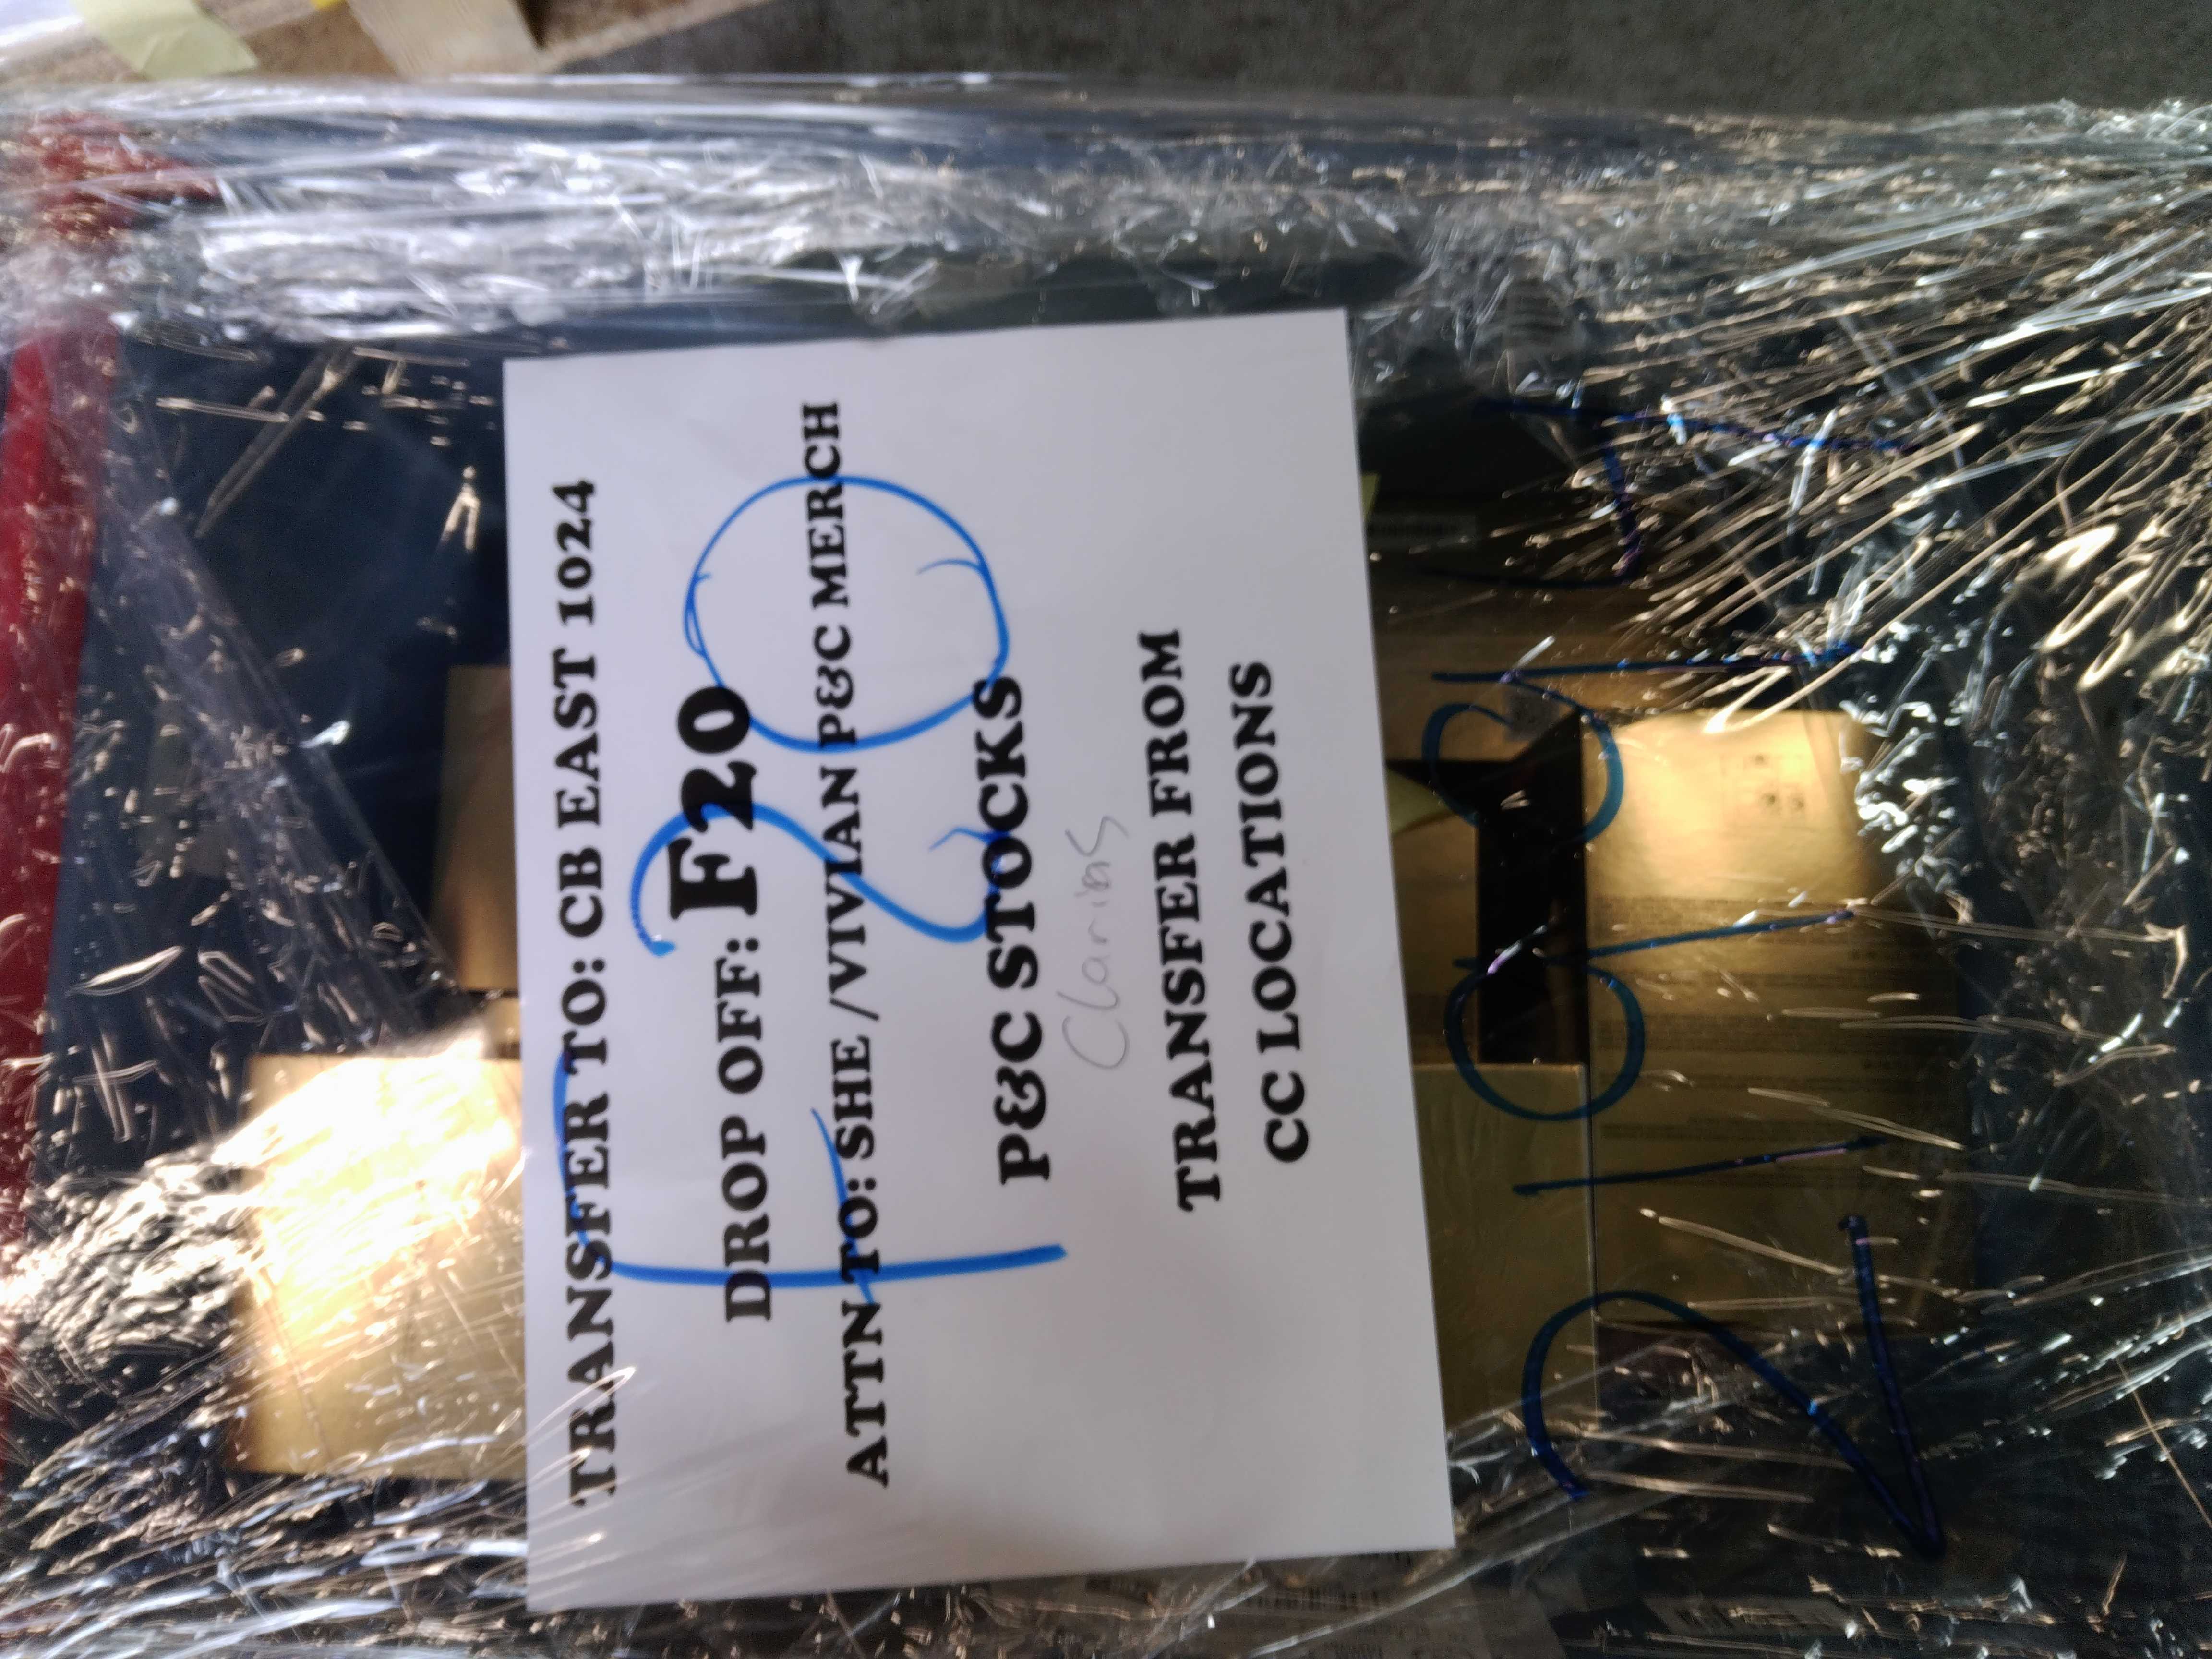 TRANSFER TO: CB EAST 1024
DROP OFF: F20
ATTN TO: SHE /VIVIAN P&C MERCH
P&C STOCKS
Clarins
TRANSFER FROM
CC LOCATIONS